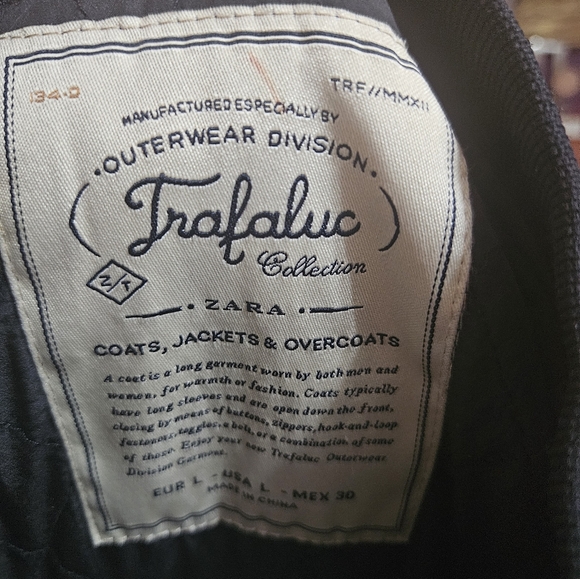 34.0
TRF//MMXII
MANUFACTURED ESPECIALLY BY
·OUTERWEAR DIVISION·
Trafaluc
Collection
Z/T
· ZARA ·
COATS, JACKETS & OVERCOATS
A coat is a long garment worn by both men and
women, for warmth or fashion. Coats typically
have long sleeves and are open down the front,
closing by means of buttons, zippers, hook-and-loop
fasteners, toggles, a belt, or a combination of some
of these. Enjoy your new Trafaluc Outerwear
Division Garment.
EUR L - USA L - MEX 30
MADE IN CHINA